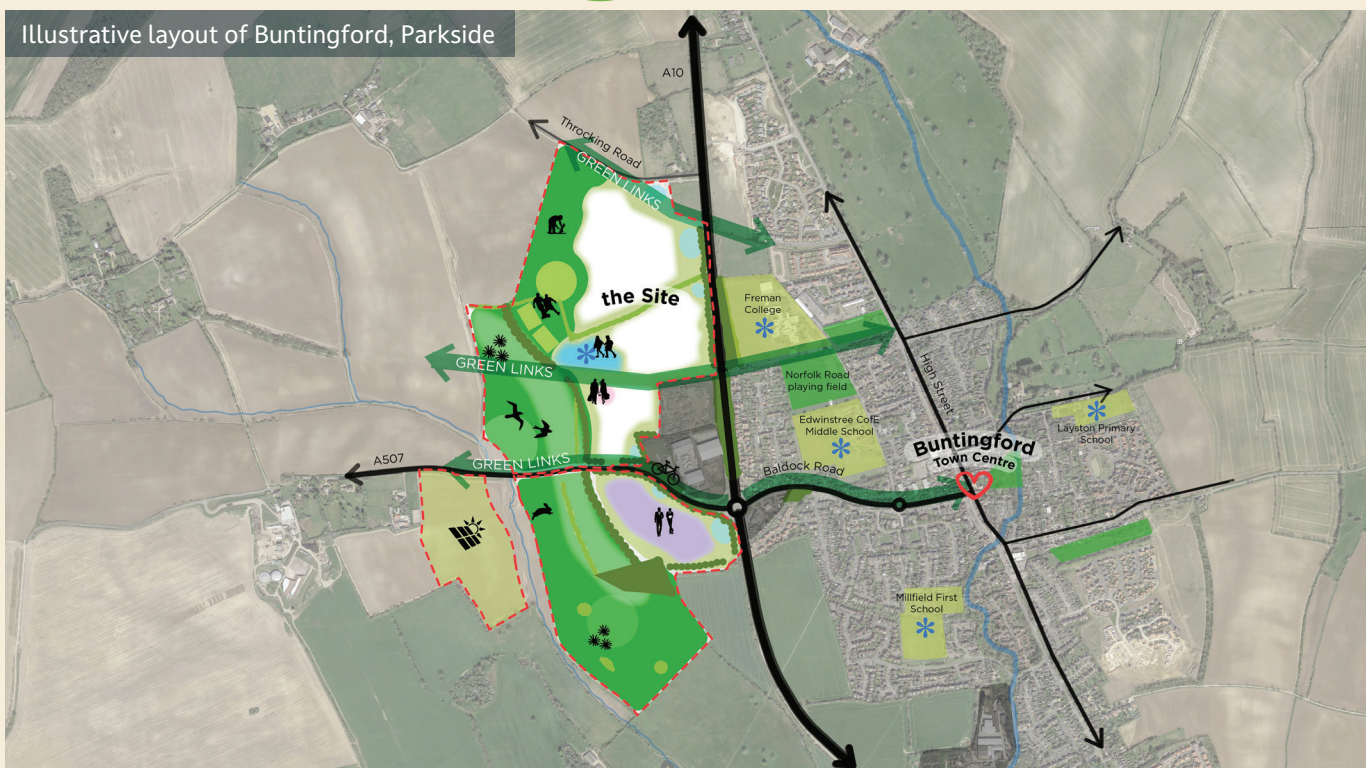 Illustrative layout of Buntingford, Parkside
A10
Throcking Road
GREEN LINKS
the Site
Freman
College
GREEN LINKS
Norfolk Road
playing field
High Street
Edwinstree CofE
Middle School
Layston Primary
School
Buntingford
Town Centre
A507
GREEN LINKS
Baldock Road
Millfield First
School